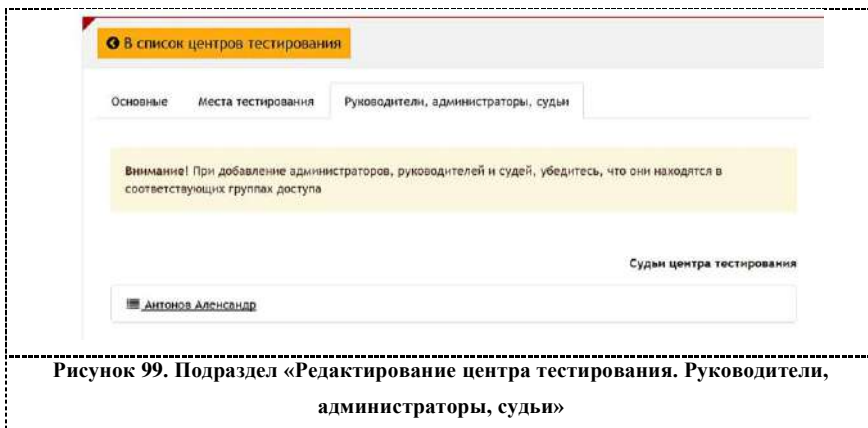 В список центров тестирования
Основные Места тестирования Руководители, администраторы, судьи
Внимание! При добавление администраторов, руководителей и судей, убедитесь, что они находятся в
соответствующих группах доступа
Судьи центра тестирования
Антонов Александр
Рисунок 99. Подраздел «Редактирование центра тестирования. Руководители,
администраторы, судьи»